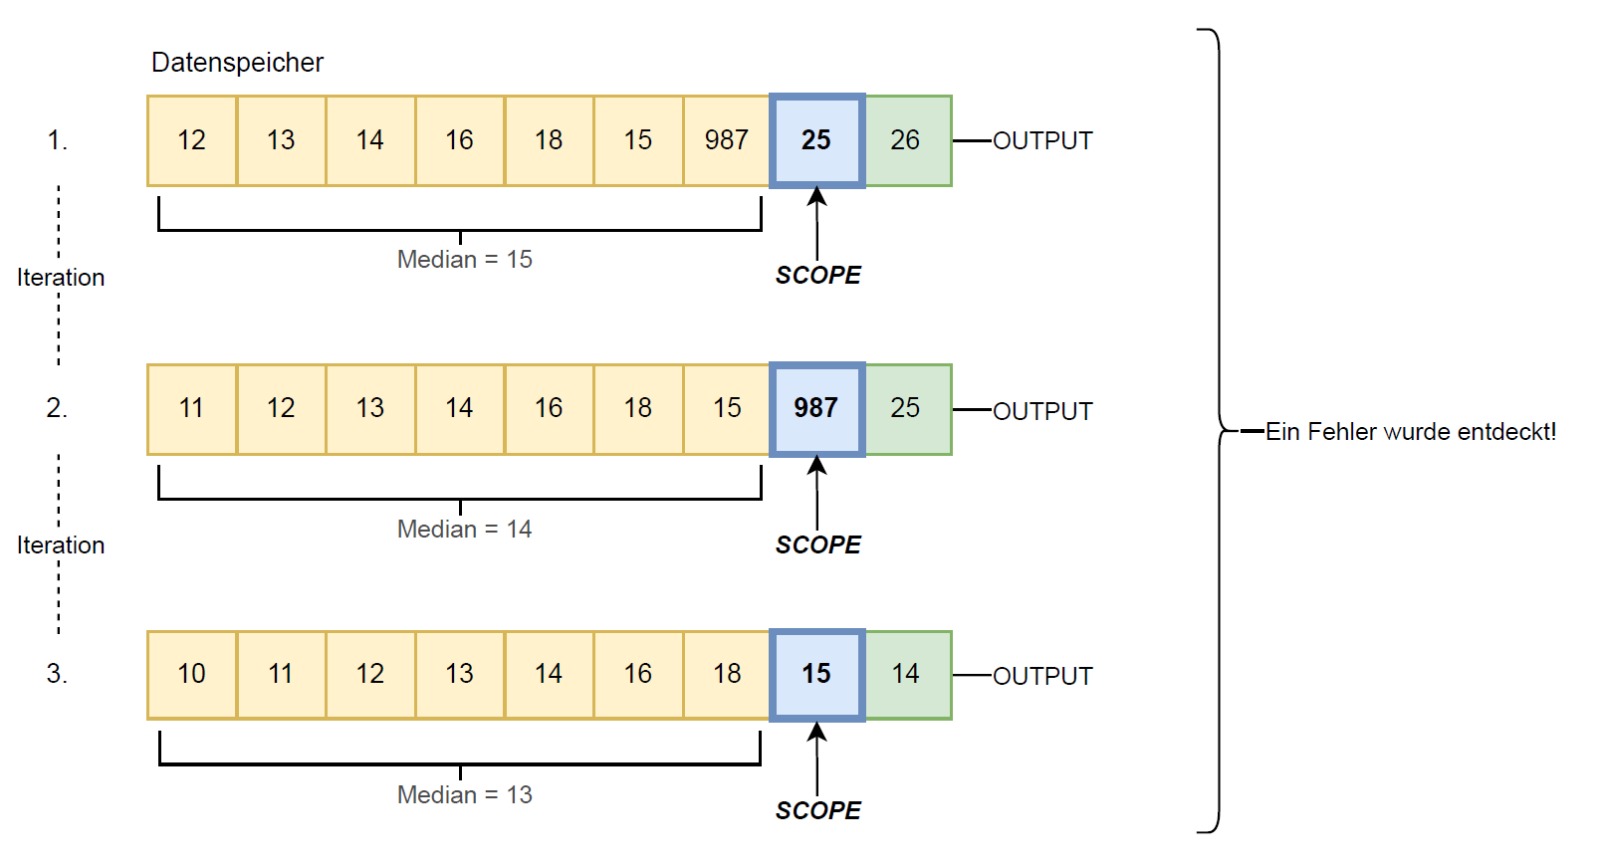 Datenspeicher
1. 12 13 14 16 18 15 987 25 26 OUTPUT
Median = 15
SCOPE
Iteration
2. 11 12 13 14 16 18 15 987 25 OUTPUT
Ein Fehler wurde entdeckt!
Median = 14
SCOPE
Iteration
3. 10 11 12 13 14 16 18 15 14 OUTPUT
Median = 13
SCOPE